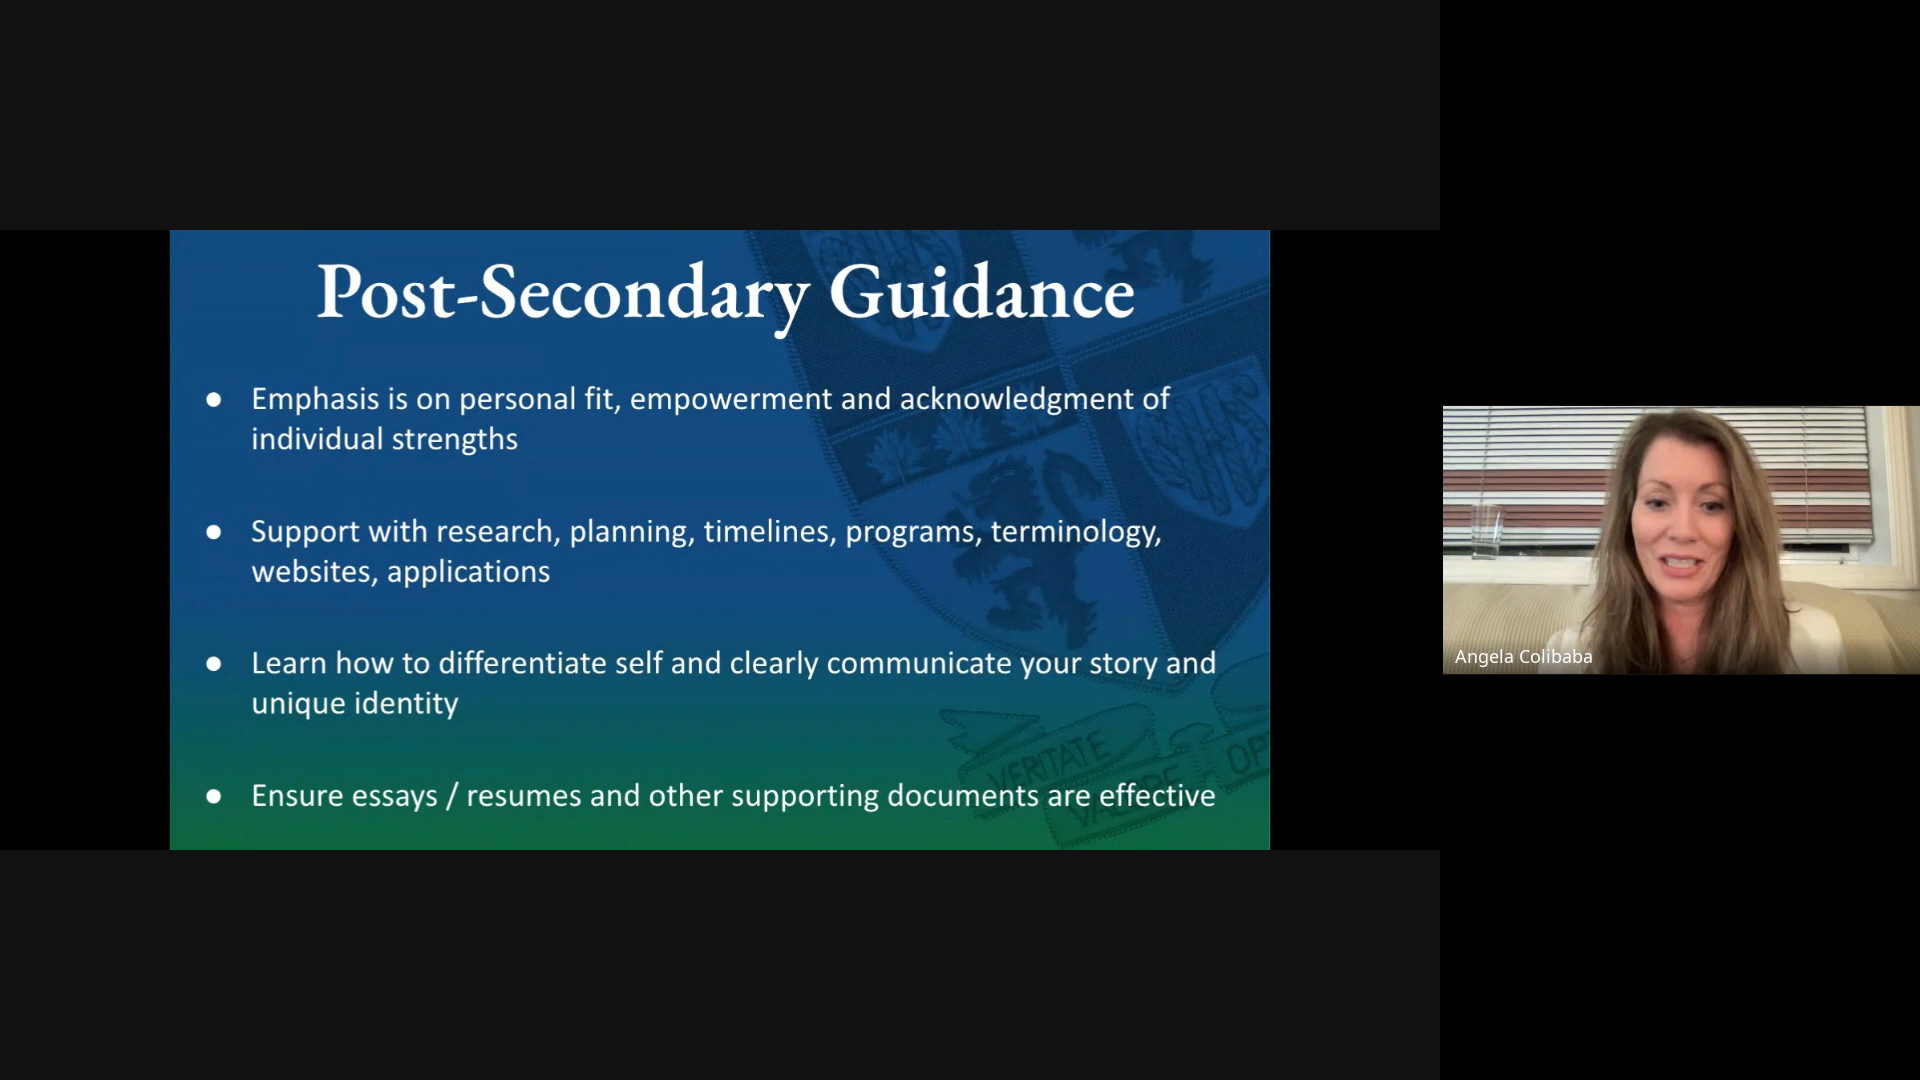 Post-Secondary Guidance
● Emphasis is on personal fit, empowerment and acknowledgment of
individual strengths
● Support with research, planning, timelines, programs, terminology,
websites, applications
● Learn how to differentiate self and clearly communicate your story and
unique identity
● Ensure essays / resumes and other supporting documents are effective
VERITATE
Angela Colibaba